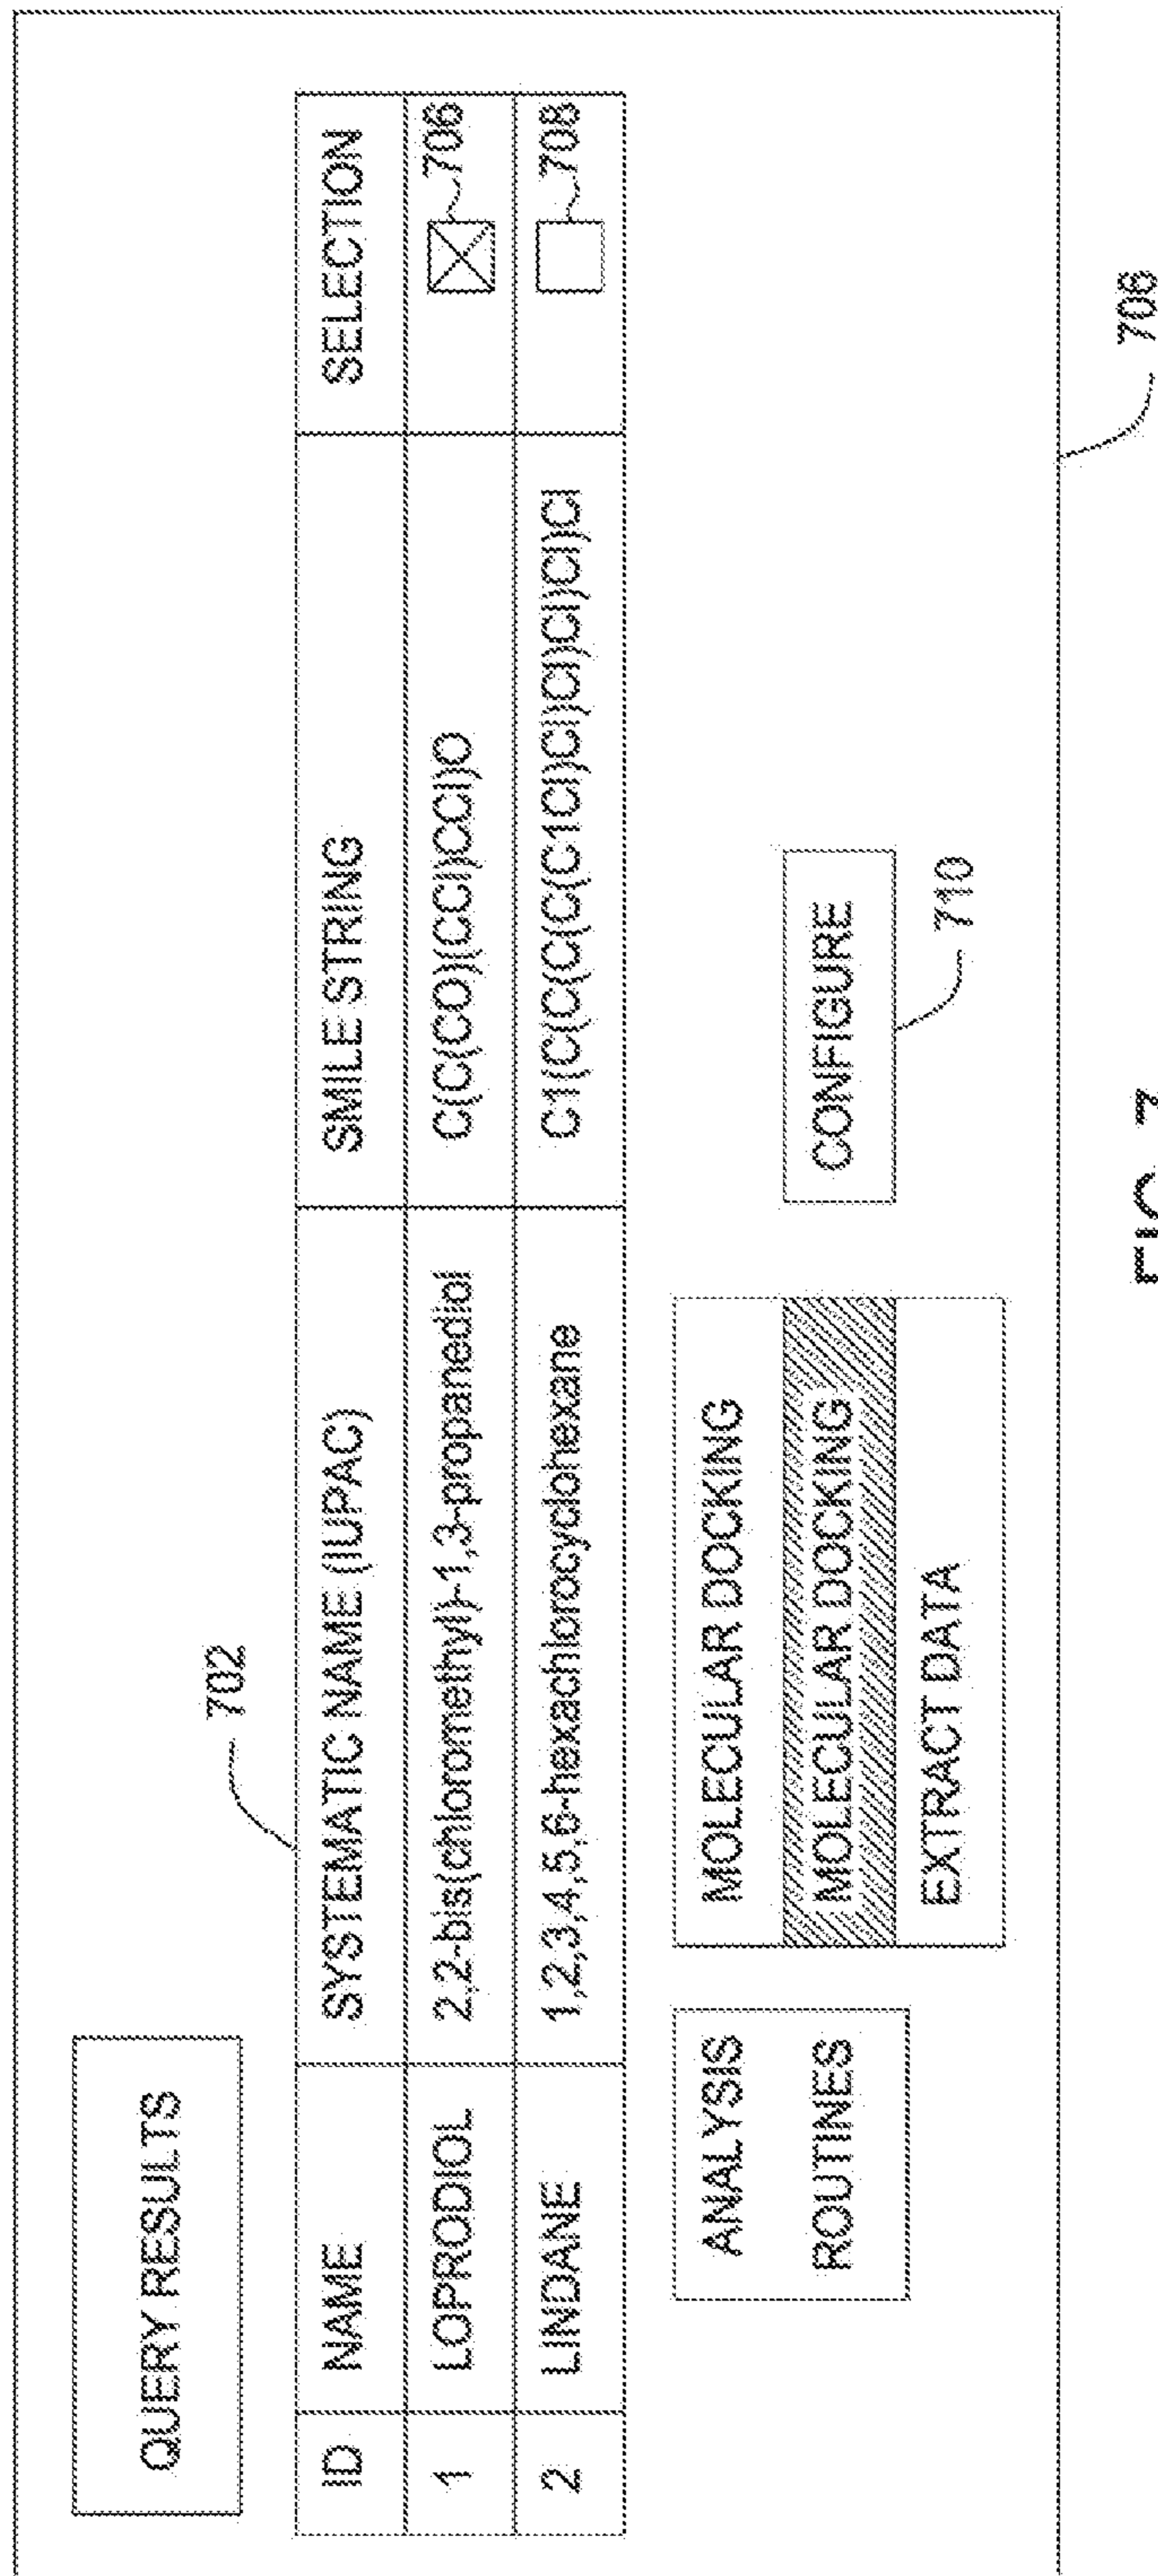 QUERY RESULTS
702
ID NAME SYSTEMATIC NAME (IUPAC) SMILE STRING SELECTION
1 LOPRODIOL 2,2-bis(chloromethyl)-1,3-propanediol C(C(CO)(CCl)CCl)O 706
2 LINDANE 1,2,3,4,5,6-hexachlorocyclohexane C1(C(C(C(C(C1Cl)Cl)Cl)Cl)Cl)Cl 708
ANALYSIS
ROUTINES
MOLECULAR DOCKING
MOLECULAR DOCKING
EXTRACT DATA
CONFIGURE
710
706
FIG. 7